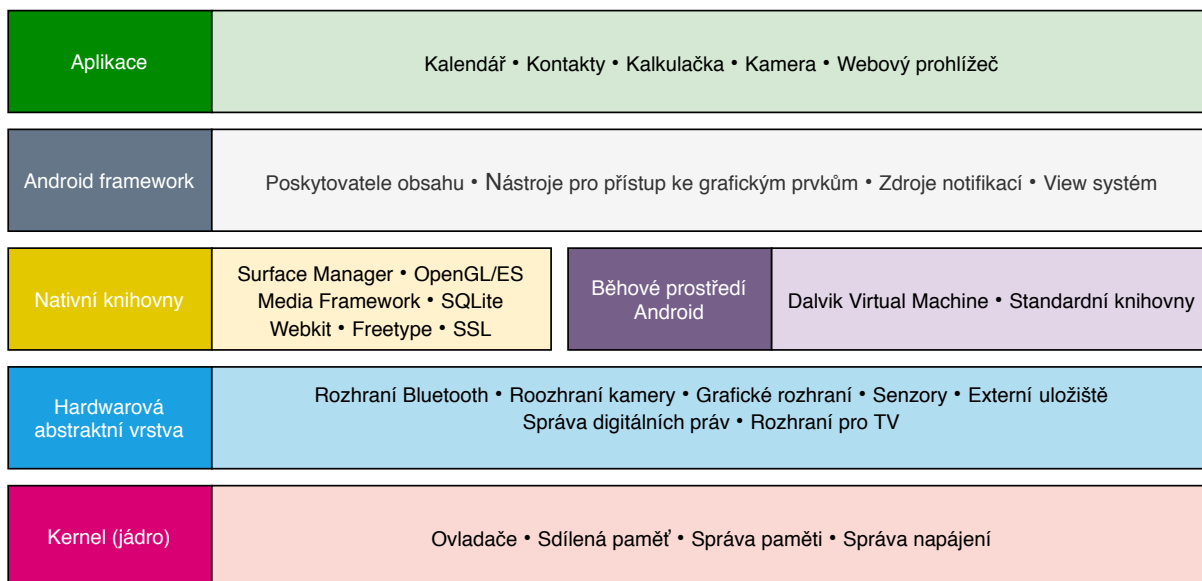 Aplikace
Kalendář • Kontakty • Kalkulačka • Kamera • Webový prohlížeč
Android framework
Poskytovatele obsahu • Nástroje pro přístup ke grafickým prvkům • Zdroje notifikací • View systém
Nativní knihovny
Surface Manager • OpenGL/ES
Media Framework • SQLite
Webkit • Freetype • SSL
Běhové prostředí
Android
Dalvik Virtual Machine • Standardní knihovny
Hardwarová
abstraktní vrstva
Rozhraní Bluetooth • Roozhraní kamery • Grafické rozhraní • Senzory • Externí uložiště
Správa digitálních práv • Rozhraní pro TV
Kernel (jádro)
Ovladače • Sdílená paměť • Správa paměti • Správa napájení